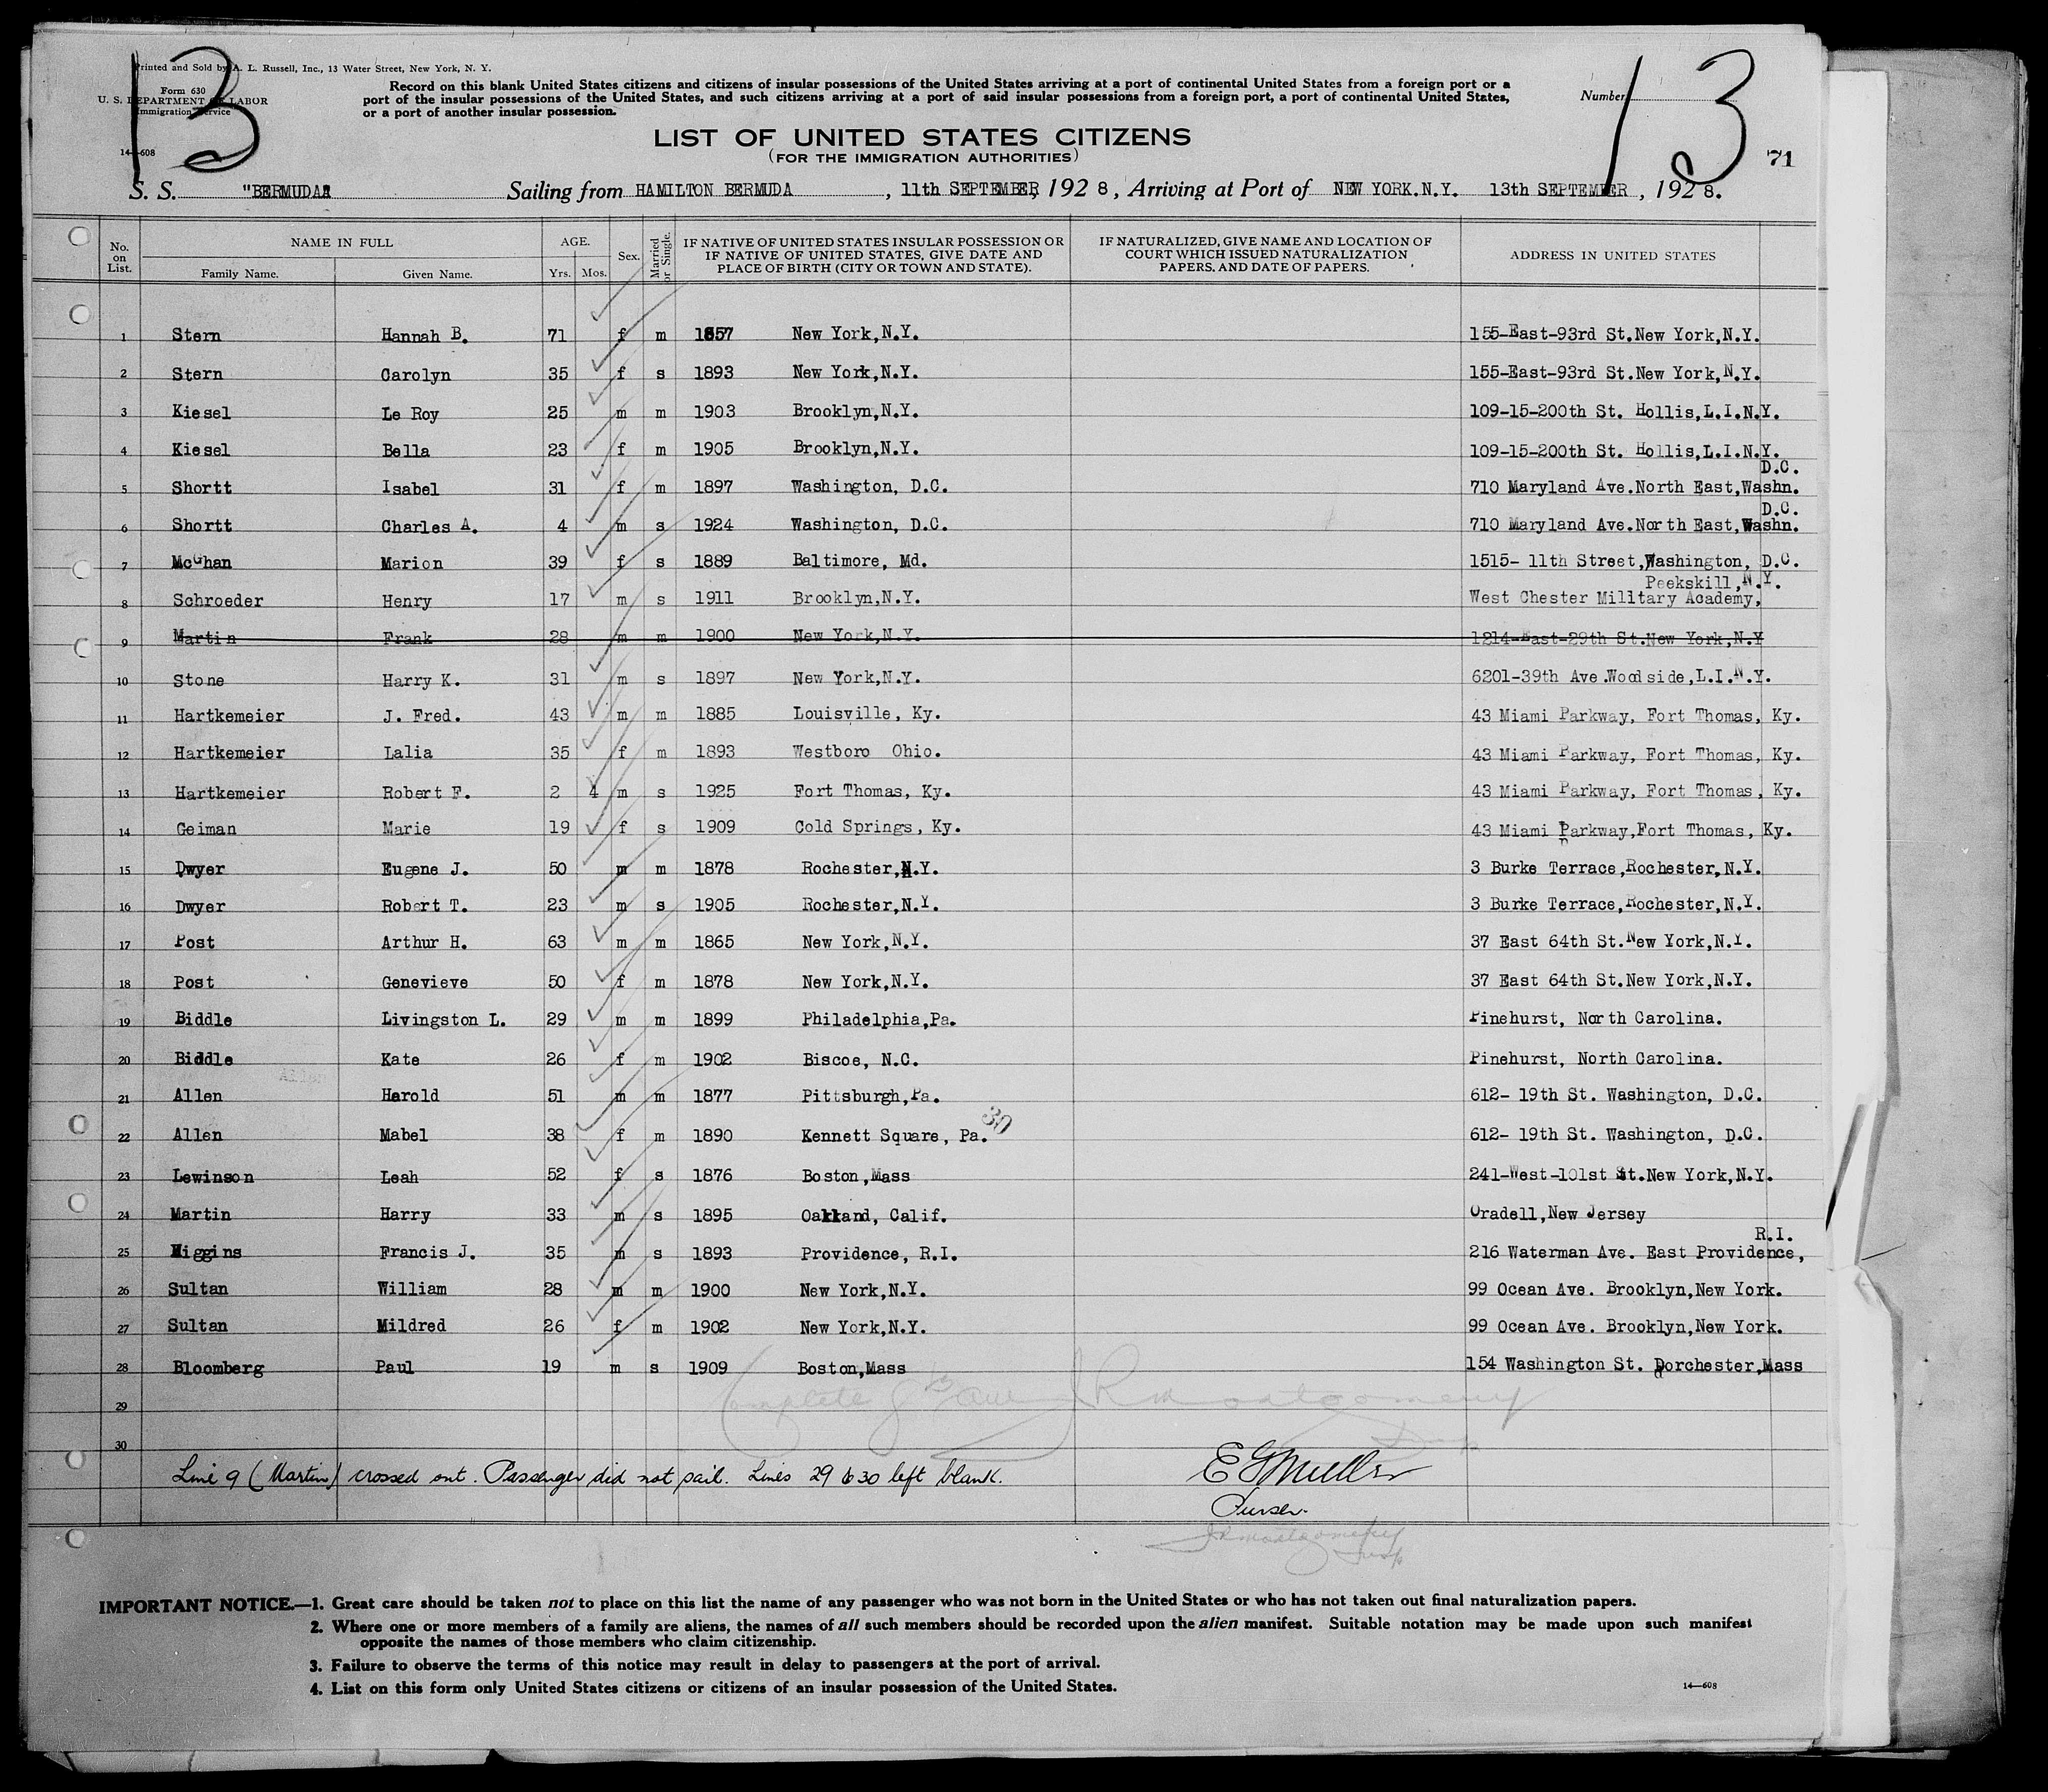 13
Printed and Sold by A. L. Russell, Inc., 13 Water Street, New York, N. Y.
Form 630
U. S. DEPARTMENT OF LABOR
Immigration Service
14-608
Record on this blank United States citizens and citizens of insular possessions of the United States arriving at a port of continental United States from a foreign port or a
port of the insular possessions of the United States, and such citizens arriving at a port of said insular possessions from a foreign port, a port of continental United States,
or a port of another insular possession.
Number
13
71
LIST OF UNITED STATES CITIZENS
(FOR THE IMMIGRATION AUTHORITIES)
S. S. "BERMUDA" Sailing from HAMILTON BERMUDA, 11th SEPTEMBER, 1928, Arriving at Port of NEW YORK.N.Y. 13th SEPTEMBER, 1928.
No. on List. NAME IN FULL Family Name. Given Name. AGE. Yrs. Mos. Sex. Married or Single. IF NATIVE OF UNITED STATES INSULAR POSSESSION OR IF NATIVE OF UNITED STATES, GIVE DATE AND PLACE OF BIRTH (CITY OR TOWN AND STATE). IF NATURALIZED, GIVE NAME AND LOCATION OF COURT WHICH ISSUED NATURALIZATION PAPERS, AND DATE OF PAPERS. ADDRESS IN UNITED STATES
1 Stern Hannah B. 71 f m 1857 New York,N.Y. 155-East-93rd St.New York,N.Y.
2 Stern Carolyn 35 f s 1893 New York,N.Y. 155-East-93rd St.New York,N.Y.
3 Kiesel Le Roy 25 m m 1903 Brooklyn,N.Y. 109-15-200th St. Hollis,L.I.N.Y.
4 Kiesel Bella 23 f m 1905 Brooklyn,N.Y. 109-15-200th St. Hollis,L.I.N.Y.
D.C.
5 Shortt Isabel 31 f m 1897 Washington, D.C. 710 Maryland Ave.North East,Washn.
D.C.
6 Shortt Charles A. 4 m s 1924 Washington, D.C. 710 Maryland Ave.North East,Washn.
7 McGhan Marion 39 f s 1889 Baltimore, Md. 1515- 11th Street,Washington, D.C.
Peekskill,N.Y.
8 Schroeder Henry 17 m s 1911 Brooklyn,N.Y. West Chester Military Academy,
9 Martin Frank 28 m m 1900 New York,N.Y. 1214-East-29th St.New York,N.Y
10 Stone Harry K. 31 m s 1897 New York,N.Y. 6201-39th Ave.Woodside,L.I.N.Y.
11 Hartkemeier J. Fred. 43 m m 1885 Louisville, Ky. 43 Miami Parkway, Fort Thomas, Ky.
12 Hartkemeier Lalia 35 f m 1893 Westboro Ohio. 43 Miami Parkway, Fort Thomas, Ky.
13 Hartkemeier Robert F. 2 4 m s 1925 Fort Thomas, Ky. 43 Miami Parkway, Fort Thomas, Ky.
14 Geiman Marie 19 f s 1909 Cold Springs, Ky. 43 Miami Parkway,Fort Thomas, Ky.
15 Dwyer Eugene J. 50 m m 1878 Rochester,N.Y. 3 Burke Terrace,Rochester,N.Y.
16 Dwyer Robert T. 23 m s 1905 Rochester,N.Y. 3 Burke Terrace,Rochester,N.Y.
17 Post Arthur H. 63 m m 1865 New York,N.Y. 37 East 64th St.New York,N.Y.
18 Post Genevieve 50 f m 1878 New York,N.Y. 37 East 64th St.New York,N.Y.
19 Biddle Livingston L. 29 m m 1899 Philadelphia,Pa. Pinehurst, North Carolina.
20 Biddle Kate 26 f m 1902 Biscoe, N.C. Pinehurst, North Carolina.
21 Allen Harold 51 m m 1877 Pittsburgh,Pa. 612- 19th St. Washington, D.C.
30
22 Allen Mabel 38 f m 1890 Kennett Square, Pa. 612- 19th St. Washington, D.C.
23 Lewinson Leah 52 f s 1876 Boston,Mass 241-West-101st St.New York,N.Y.
24 Martin Harry 33 m s 1895 Oakland, Calif. Oradell,New Jersey
R.I.
25 Higgins Francis J. 35 m s 1893 Providence, R.I. 216 Waterman Ave. East Providence,
26 Sultan William 28 m m 1900 New York,N.Y. 99 Ocean Ave. Brooklyn,New York.
27 Sultan Mildred 26 f m 1902 New York,N.Y. 99 Ocean Ave. Brooklyn,New York.
28 Bloomberg Paul 19 m s 1909 Boston,Mass 154 Washington St. Dorchester,Mass
29 Complete JRMontgomery
30 Insp
Line 9 (Martin) crossed out. Passenger did not sail. Lines 29 & 30 left blank. E G Muller
Purser.
JRMontgomery
Insp
IMPORTANT NOTICE.—1. Great care should be taken not to place on this list the name of any passenger who was not born in the United States or who has not taken out final naturalization papers.
2. Where one or more members of a family are aliens, the names of all such members should be recorded upon the alien manifest. Suitable notation may be made upon such manifest
opposite the names of those members who claim citizenship.
3. Failure to observe the terms of this notice may result in delay to passengers at the port of arrival.
4. List on this form only United States citizens or citizens of an insular possession of the United States.
14—608